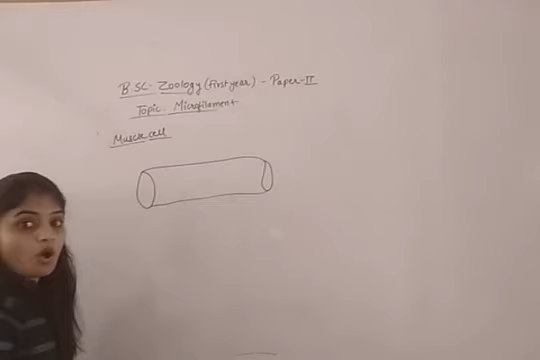 B.SC- Zoology (first year) - Paper-II
Topic: Microfilament
Muscle cell